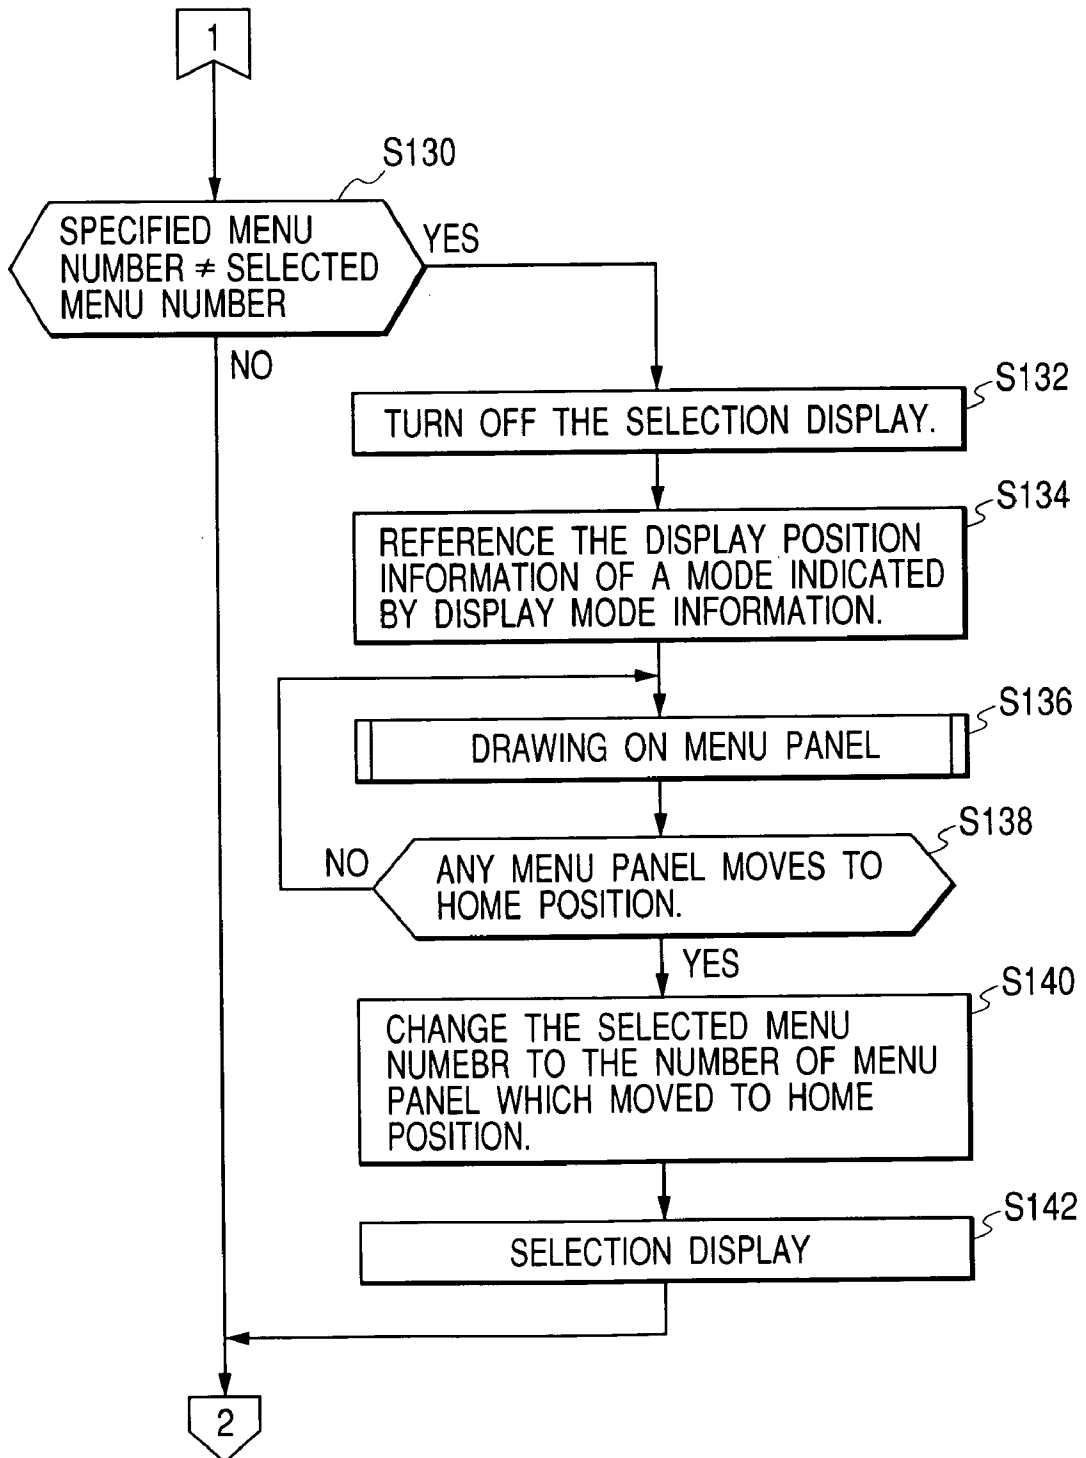 1
S130
SPECIFIED MENU
NUMBER ≠ SELECTED
MENU NUMBER
YES
NO
S132
TURN OFF THE SELECTION DISPLAY.
S134
REFERENCE THE DISPLAY POSITION
INFORMATION OF A MODE INDICATED
BY DISPLAY MODE INFORMATION.
S136
DRAWING ON MENU PANEL
S138
NO
ANY MENU PANEL MOVES TO
HOME POSITION.
YES
S140
CHANGE THE SELECTED MENU
NUMEBR TO THE NUMBER OF MENU
PANEL WHICH MOVED TO HOME
POSITION.
S142
SELECTION DISPLAY
2